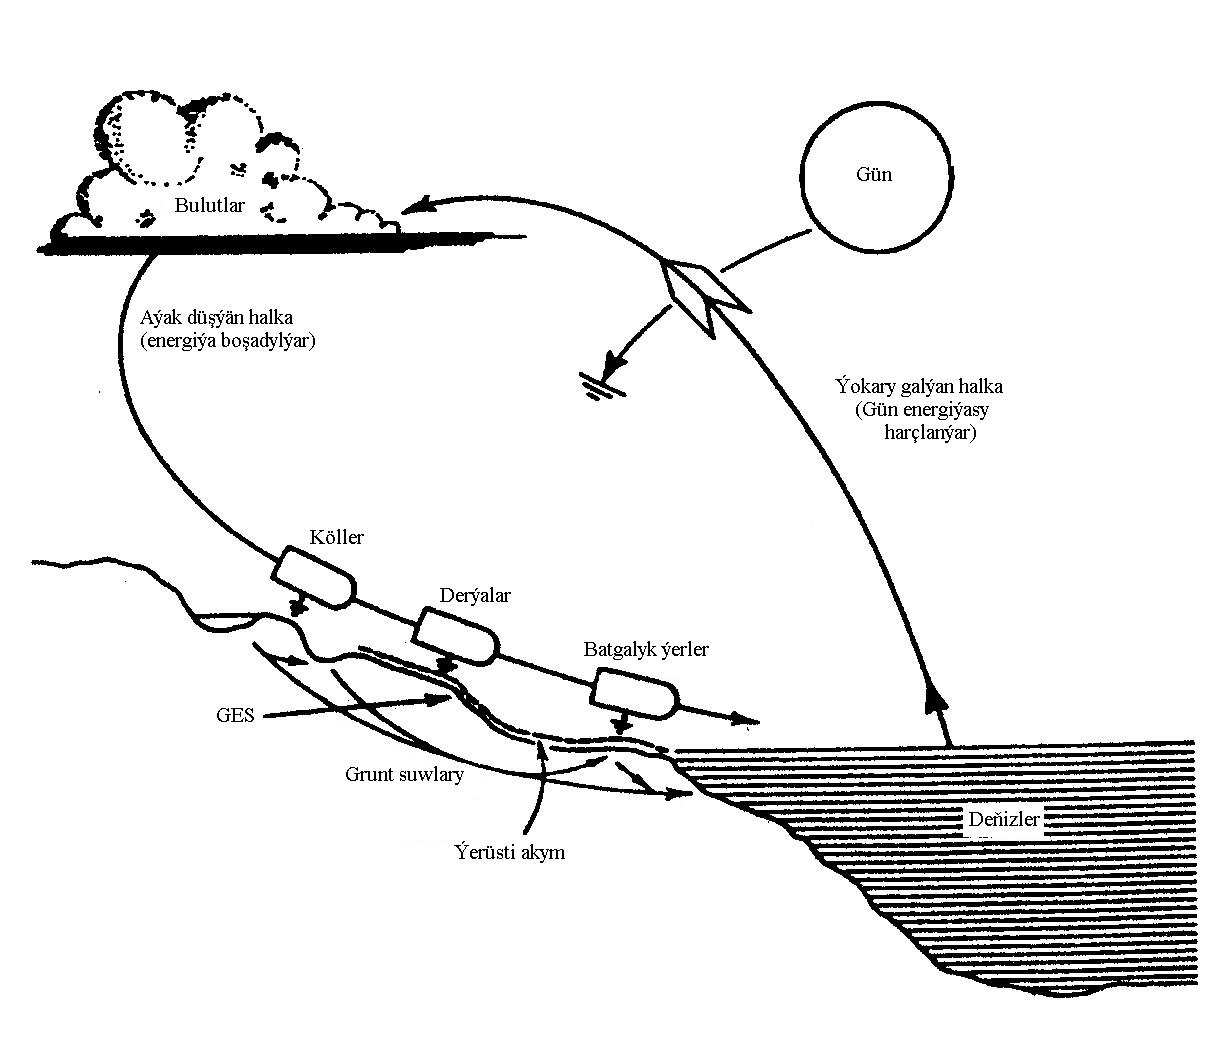 Gün
Bulutlar
Aýak düşýän halka
(energiýa boşadylýar)
Ýokary galýan halka
(Gün energiýasy
harçlanýar)
Köller
Derýalar
Batgalyk ýerler
GES
Grunt suwlary
Deňizler
Ýerüsti akym